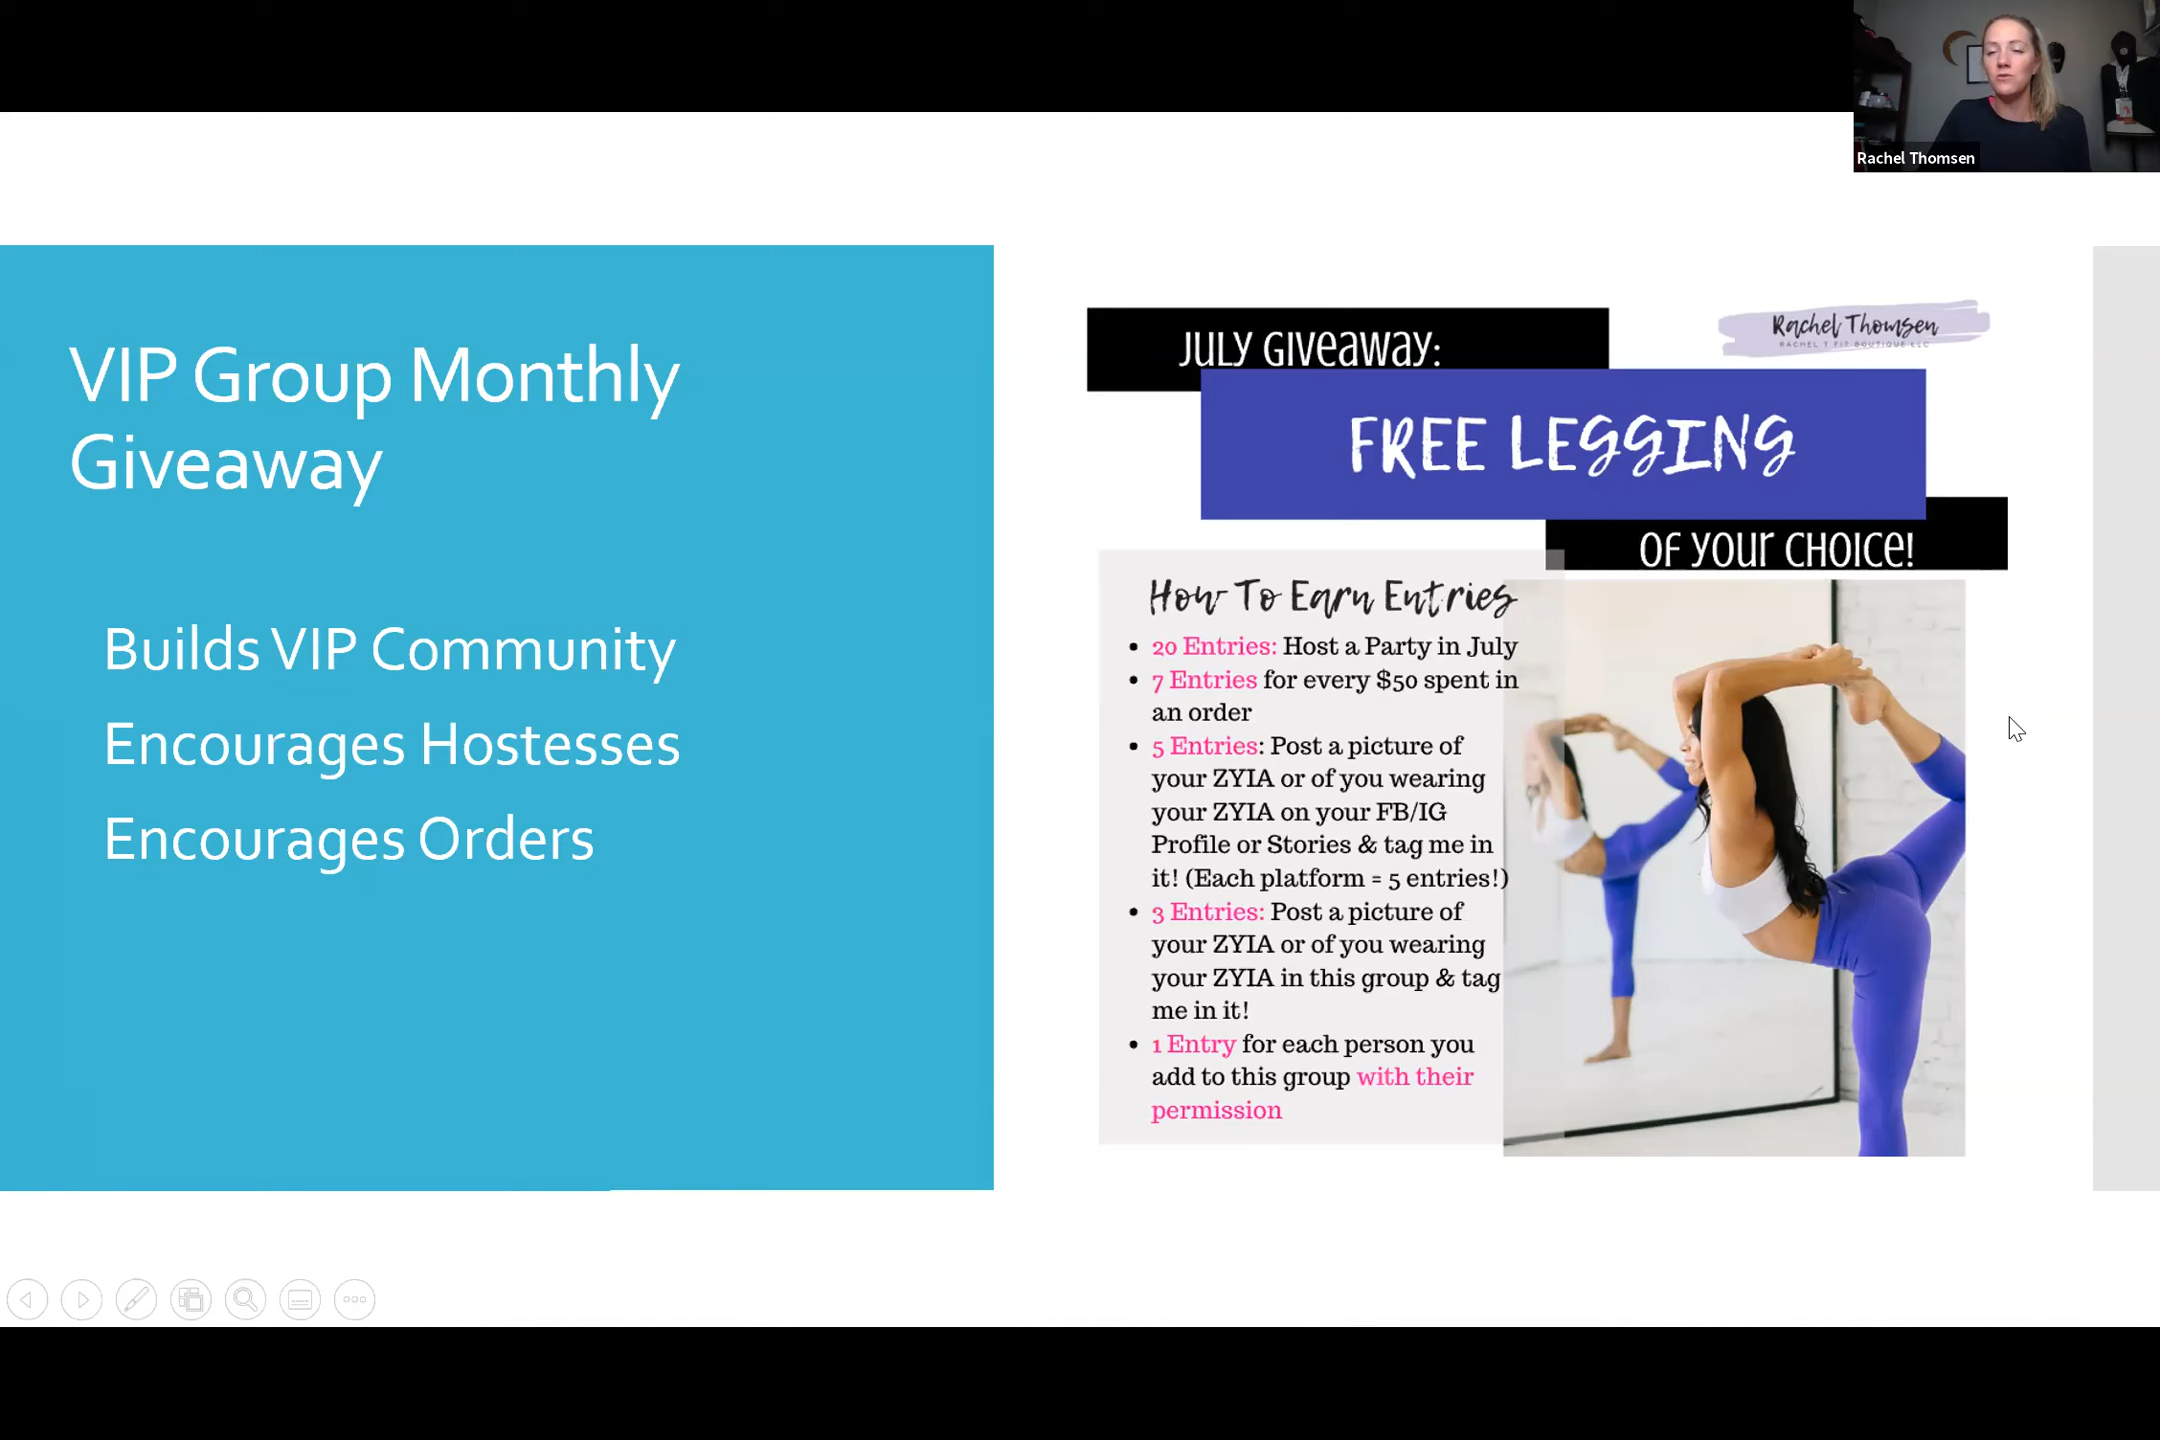 Rachel Thomsen
VIP Group Monthly
Giveaway
Builds VIP Community
Encourages Hostesses
Encourages Orders
JULY GIVEAWAY:
Rachel Thomsen
RACHEL T FIT BOUTIQUE LLC
FREE LEGGING
OF YOUR CHOICE!
How To Earn Entries
• 20 Entries: Host a Party in July
• 7 Entries for every $50 spent in
an order
• 5 Entries: Post a picture of
your ZYIA or of you wearing
your ZYIA on your FB/IG
Profile or Stories & tag me in
it! (Each platform = 5 entries!)
• 3 Entries: Post a picture of
your ZYIA or of you wearing
your ZYIA in this group & tag
me in it!
• 1 Entry for each person you
add to this group with their
permission